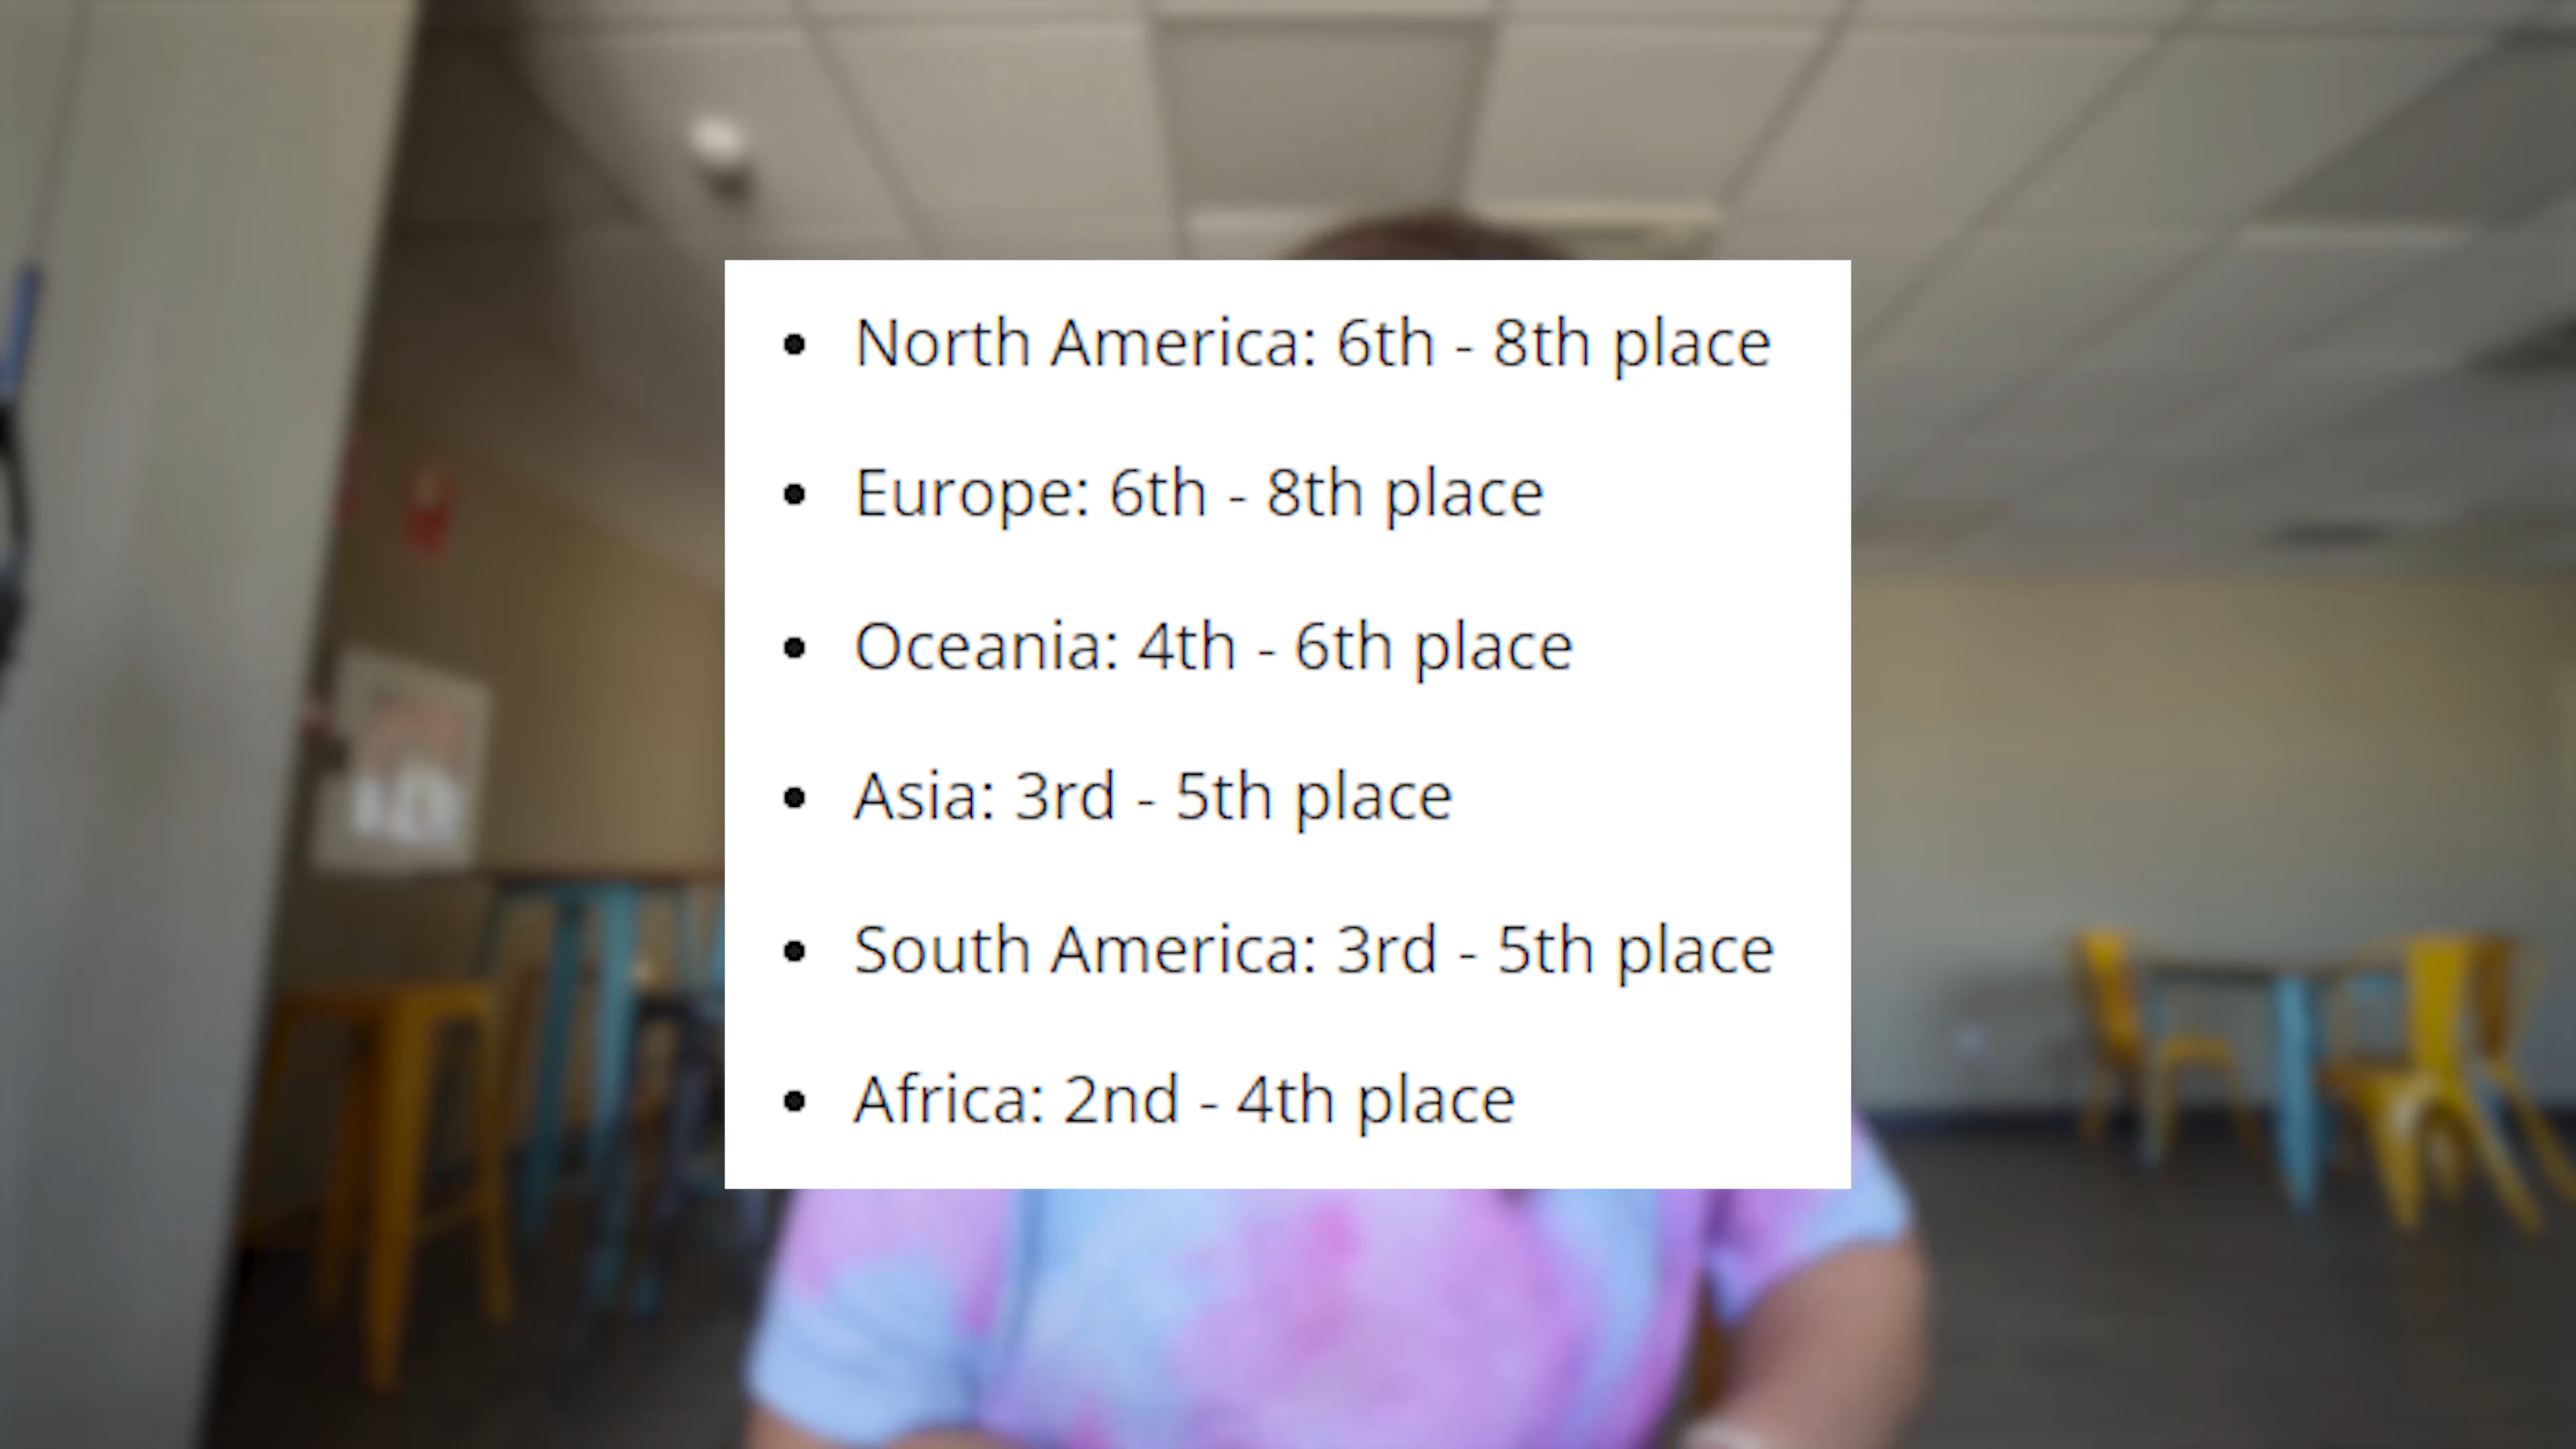 • North America: 6th - 8th place
• Europe: 6th - 8th place
• Oceania: 4th - 6th place
• Asia: 3rd - 5th place
• South America: 3rd - 5th place
• Africa: 2nd - 4th place